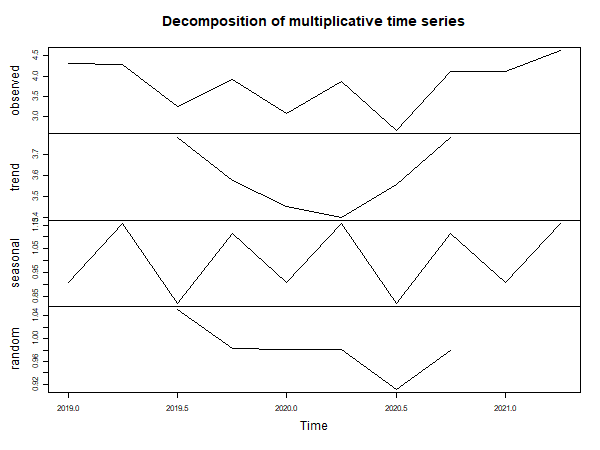 Decomposition of multiplicative time series
observed
3.0 3.5 4.0 4.5
trend
3.4 3.5 3.6 3.7
seasonal
0.85 0.95 1.05 1.15
random
0.92 0.96 1.00 1.04
2019.0 2019.5 2020.0 2020.5 2021.0
Time